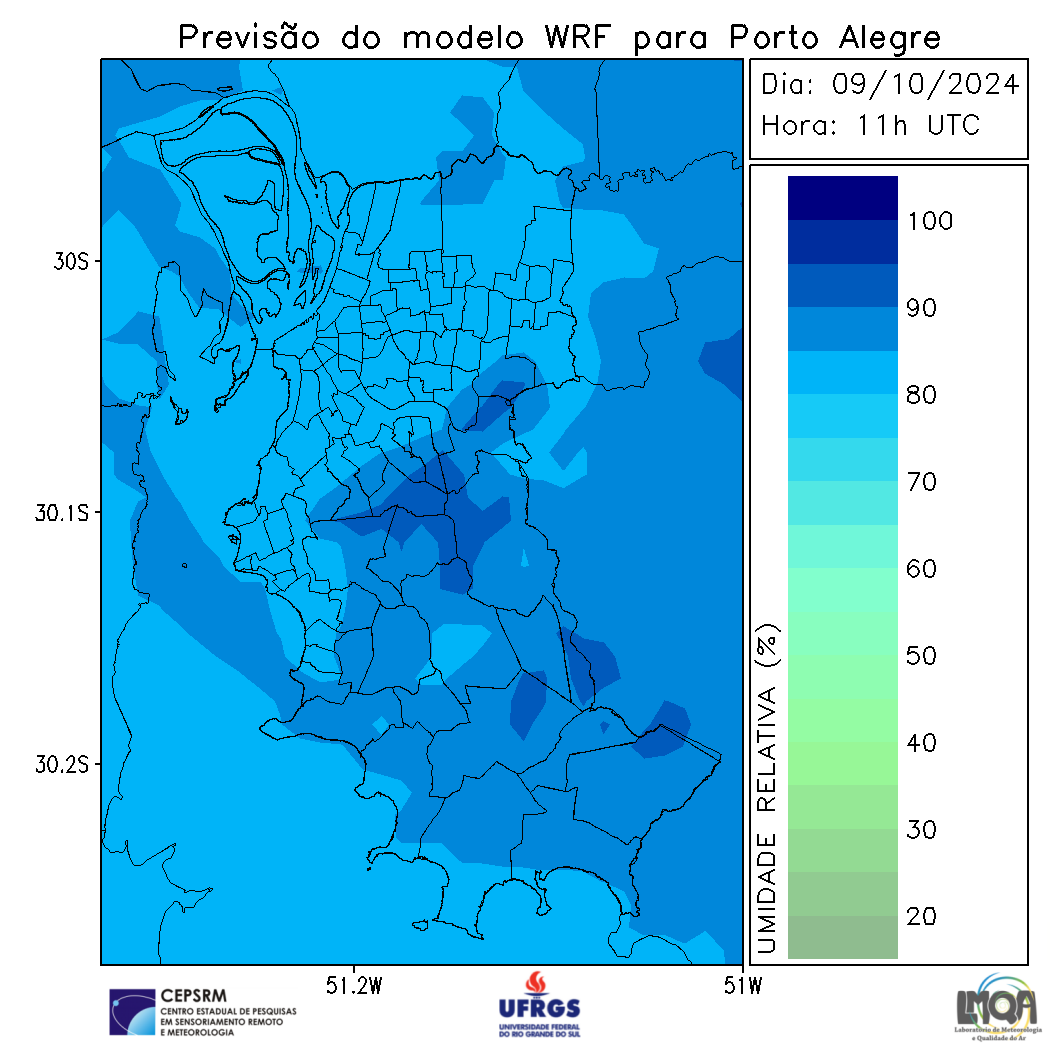 Previsão do modelo WRF para Porto Alegre
Dia: 09/10/2024
Hora: 11h UTC
30S
30.1S
30.2S
51.2W
51W
100
90
80
70
60
50
40
30
20
UMIDADE RELATIVA (%)
CEPSRM
CENTRO ESTADUAL DE PESQUISAS
EM SENSORIAMENTO REMOTO
E METEOROLOGIA
UFRGS
UNIVERSIDADE FEDERAL
DO RIO GRANDE DO SUL
LMQA
Laboratório de Meteorologia
e Qualidade do Ar